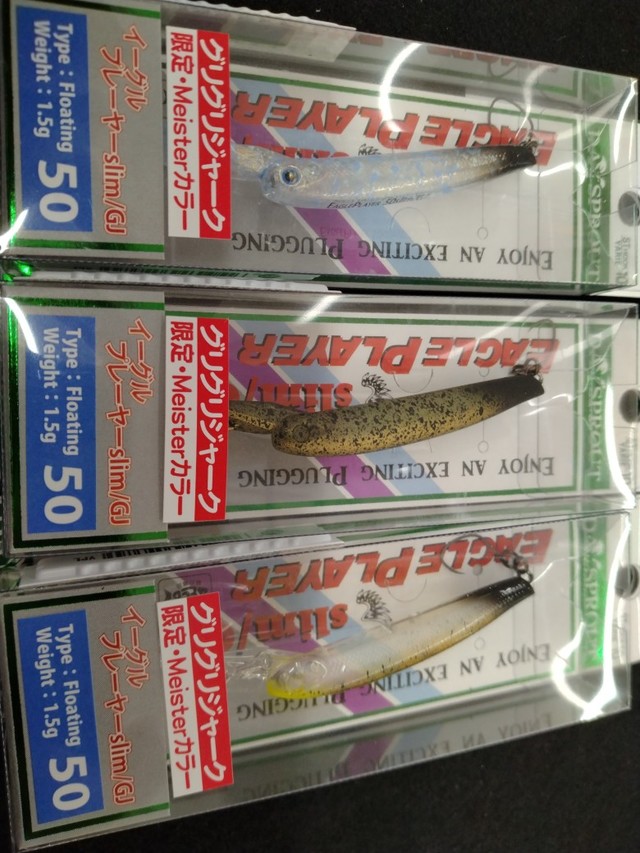 イーグル
プレーヤーslim/GJ
Type : Floating
Weight : 1.5g
50
グリグリジャーク
限定・Meisterカラー
EAGLE PLAYER
slim/
ENJOY AN EXCITING PLUGGING
イーグル
プレーヤーslim/GJ
Type : Floating
Weight : 1.5g
50
グリグリジャーク
限定・Meisterカラー
EAGLE PLAYER
slim/
ENJOY AN EXCITING PLUGGING
イーグル
プレーヤーslim/GJ
Type : Floating
Weight : 1.5g
50
グリグリジャーク
限定・Meisterカラー
EAGLE PLAYER
slim/
ENJOY AN EXCITING PLUGGING